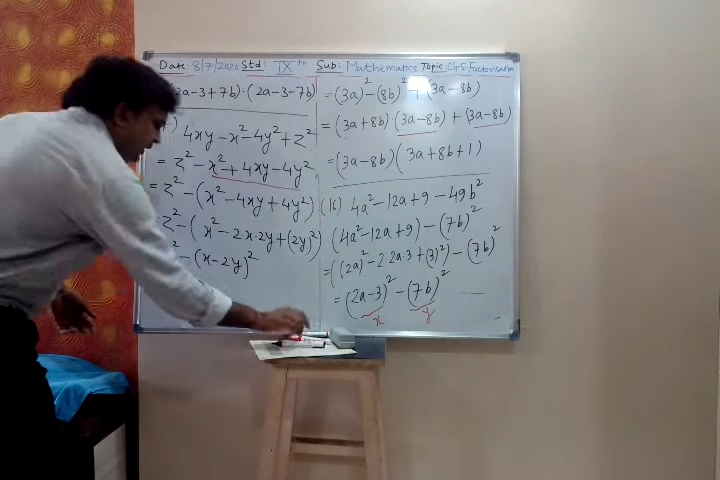 Date: 8/7/2020 Std: IXth Sub: Mathematics Topic: Ch-5 Factorisation
(2a-3+7b)·(2a-3-7b)
4xy-x²-4y²+z²
= z²-x²+4xy-4y²
= z²-(x²-4xy+4y²)
z²-(x²-2·x·2y+(2y)²)
-(x-2y)²
=(3a)²-(8b)²+(3a-8b)
=(3a+8b)·(3a-8b)+(3a-8b)
=(3a-8b)(3a+8b+1)
(16) 4a²-12a+9-49b²
(4a²-12a+9)-(7b)²
=((2a)²-2·2a·3+(3)²)-(7b)²
=(2a-3)²-(7b)²
x y